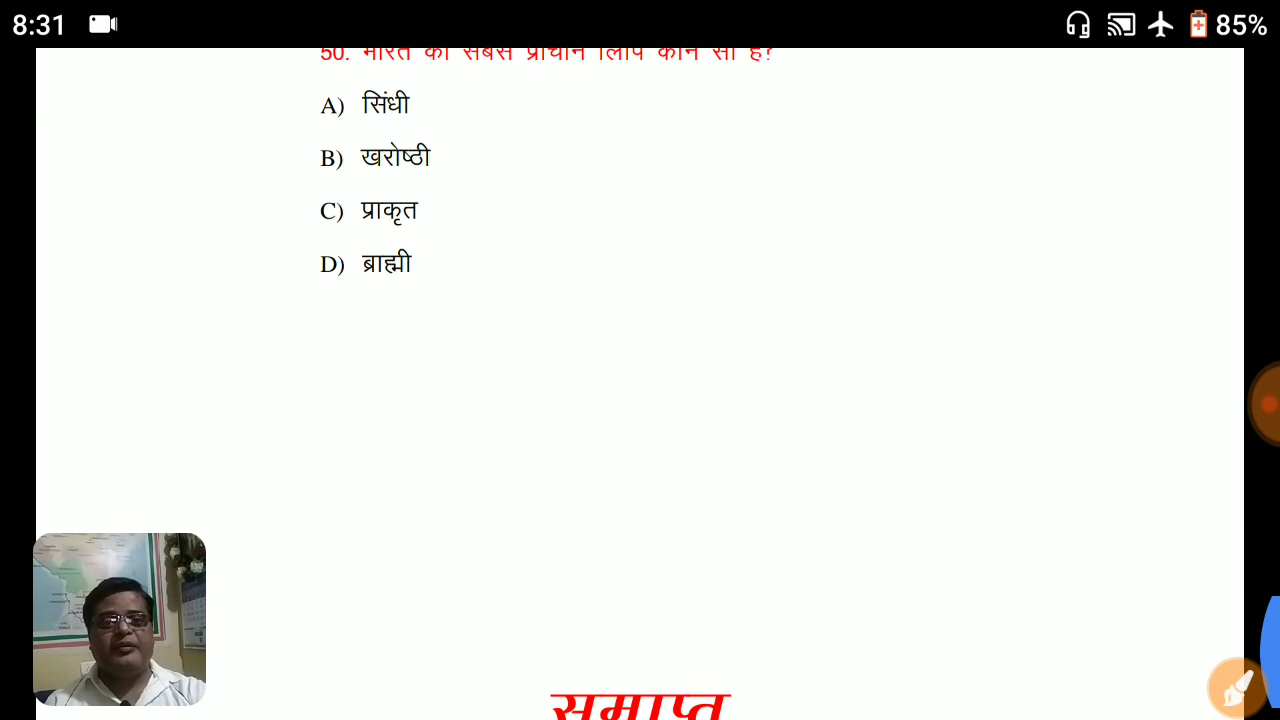 8:31 85%
50. भारत की सबसे प्राचीन लिपि कौन सी है?
A) सिंधी
B) खरोष्ठी
C) प्राकृत
D) ब्राह्मी
समाप्त